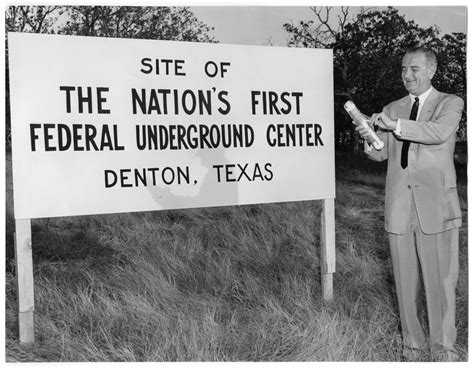 SITE OF
THE NATION'S FIRST
FEDERAL UNDERGROUND CENTER
DENTON, TEXAS